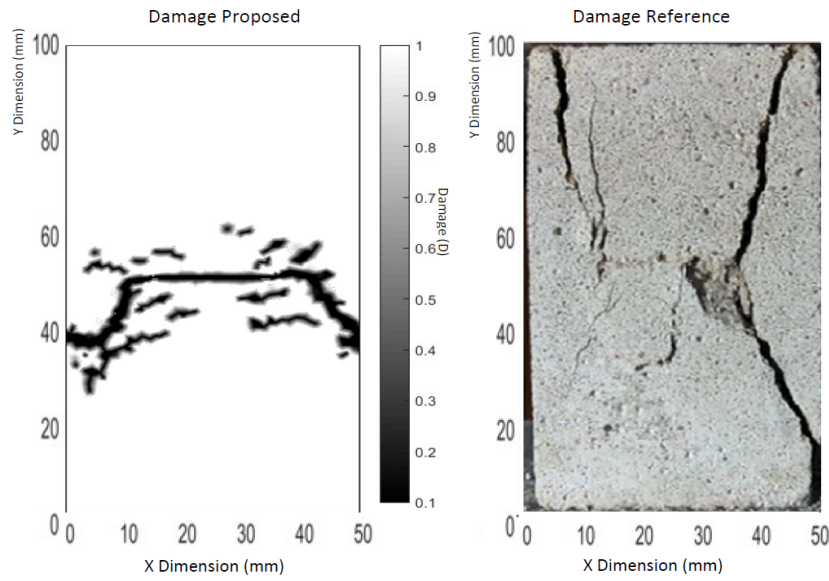 Damage Proposed
Y Dimension (mm)
100
80
60
40
20
0
0 10 20 30 40 50
X Dimension (mm)
1
0.9
0.8
0.7
0.6
0.5
0.4
0.3
0.2
0.1
Damage (D)
Damage Reference
Y Dimension (mm)
100
80
60
40
20
0
0 10 20 30 40 50
X Dimension (mm)